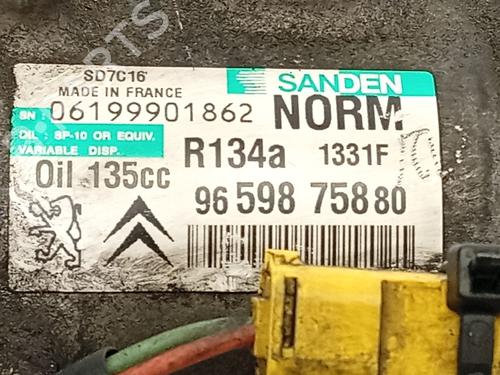 SD7C16
MADE IN FRANCE
SANDEN
SN: 06199901862
NORM
OIL : SP-10 OR EQUIV.
VARIABLE DISP.
R134a 1331F
Oil 135cc
96 598 758 80